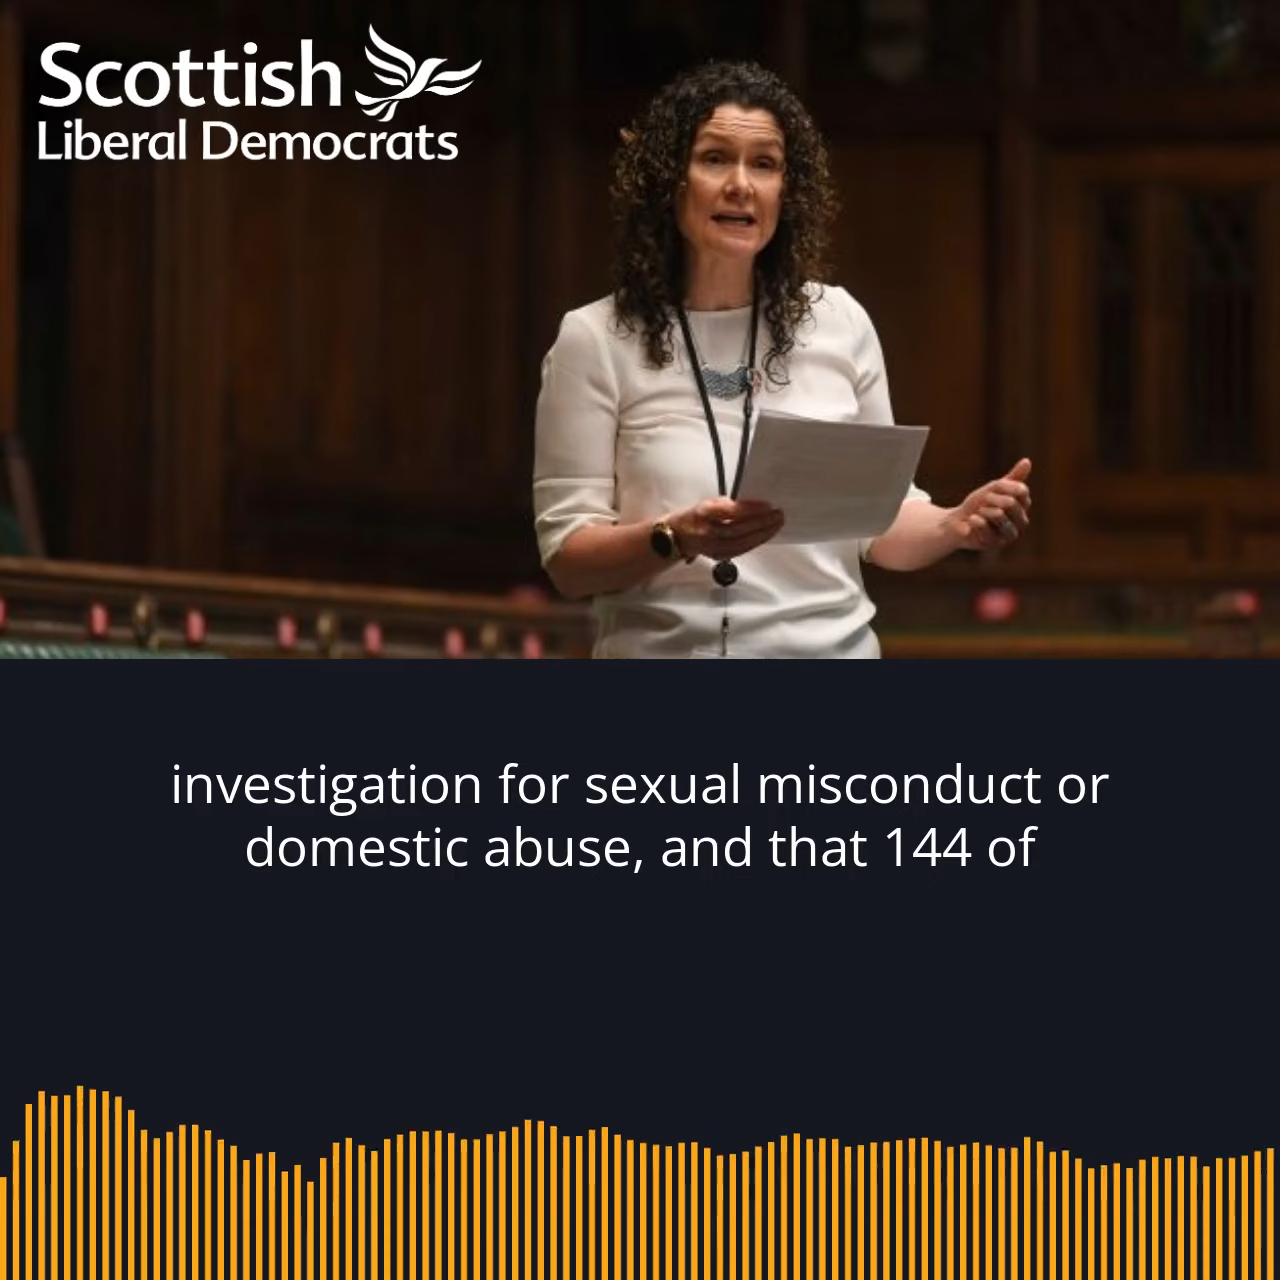 Scottish
Liberal Democrats
investigation for sexual misconduct or
domestic abuse, and that 144 of